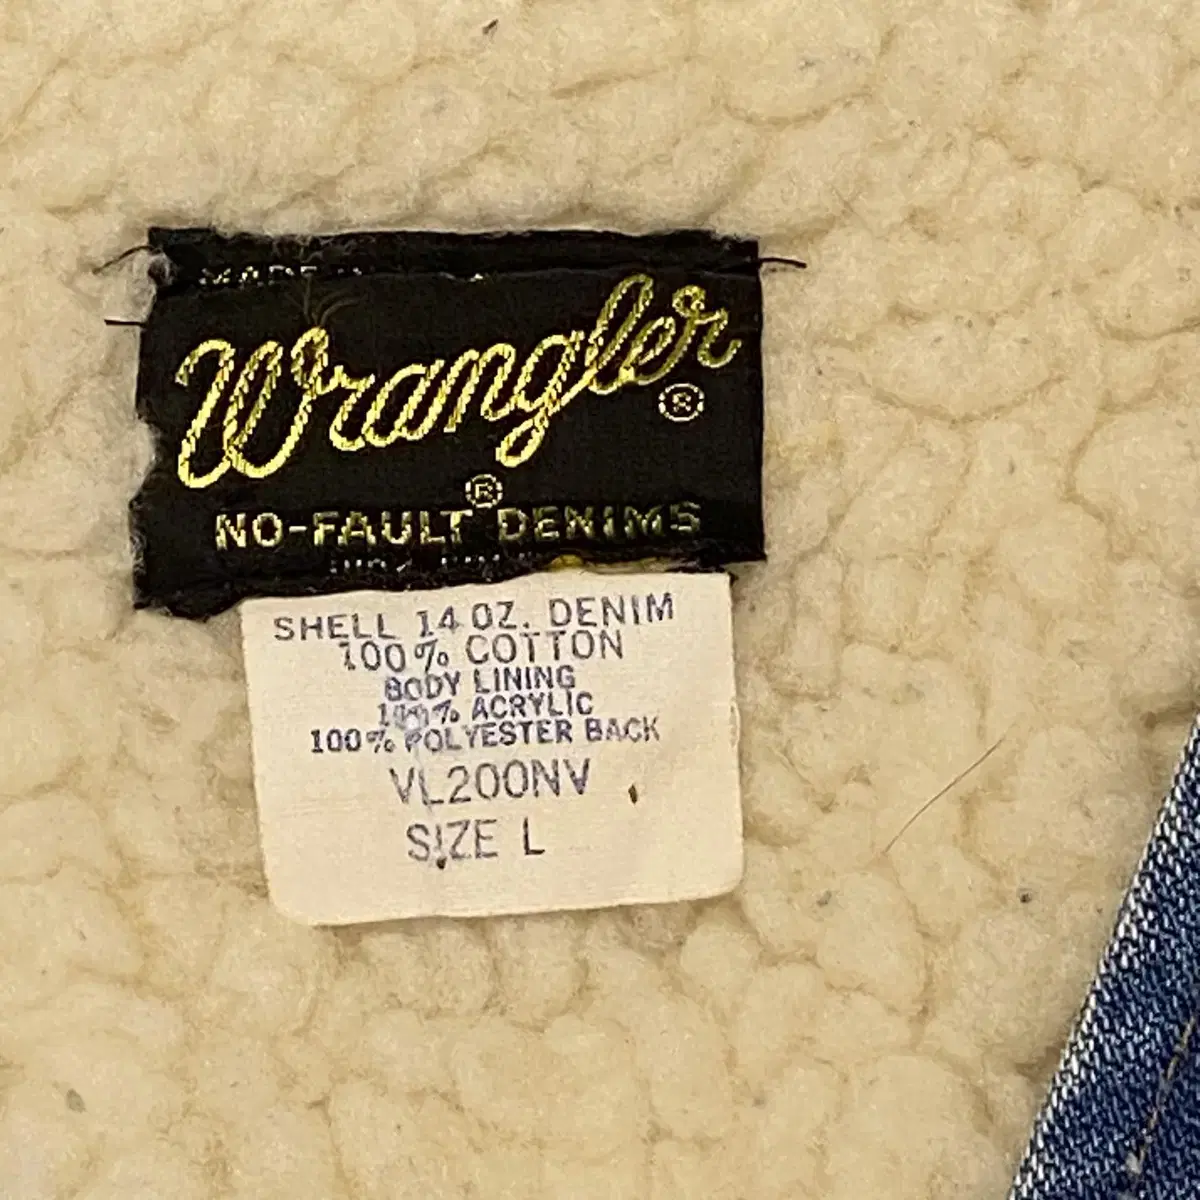 MADE
Wrangler®
®
NO-FAULT DENIMS
SHELL 14 OZ. DENIM
100% COTTON
BODY LINING
100% ACRYLIC
100% POLYESTER BACK
VL200NV
SIZE L